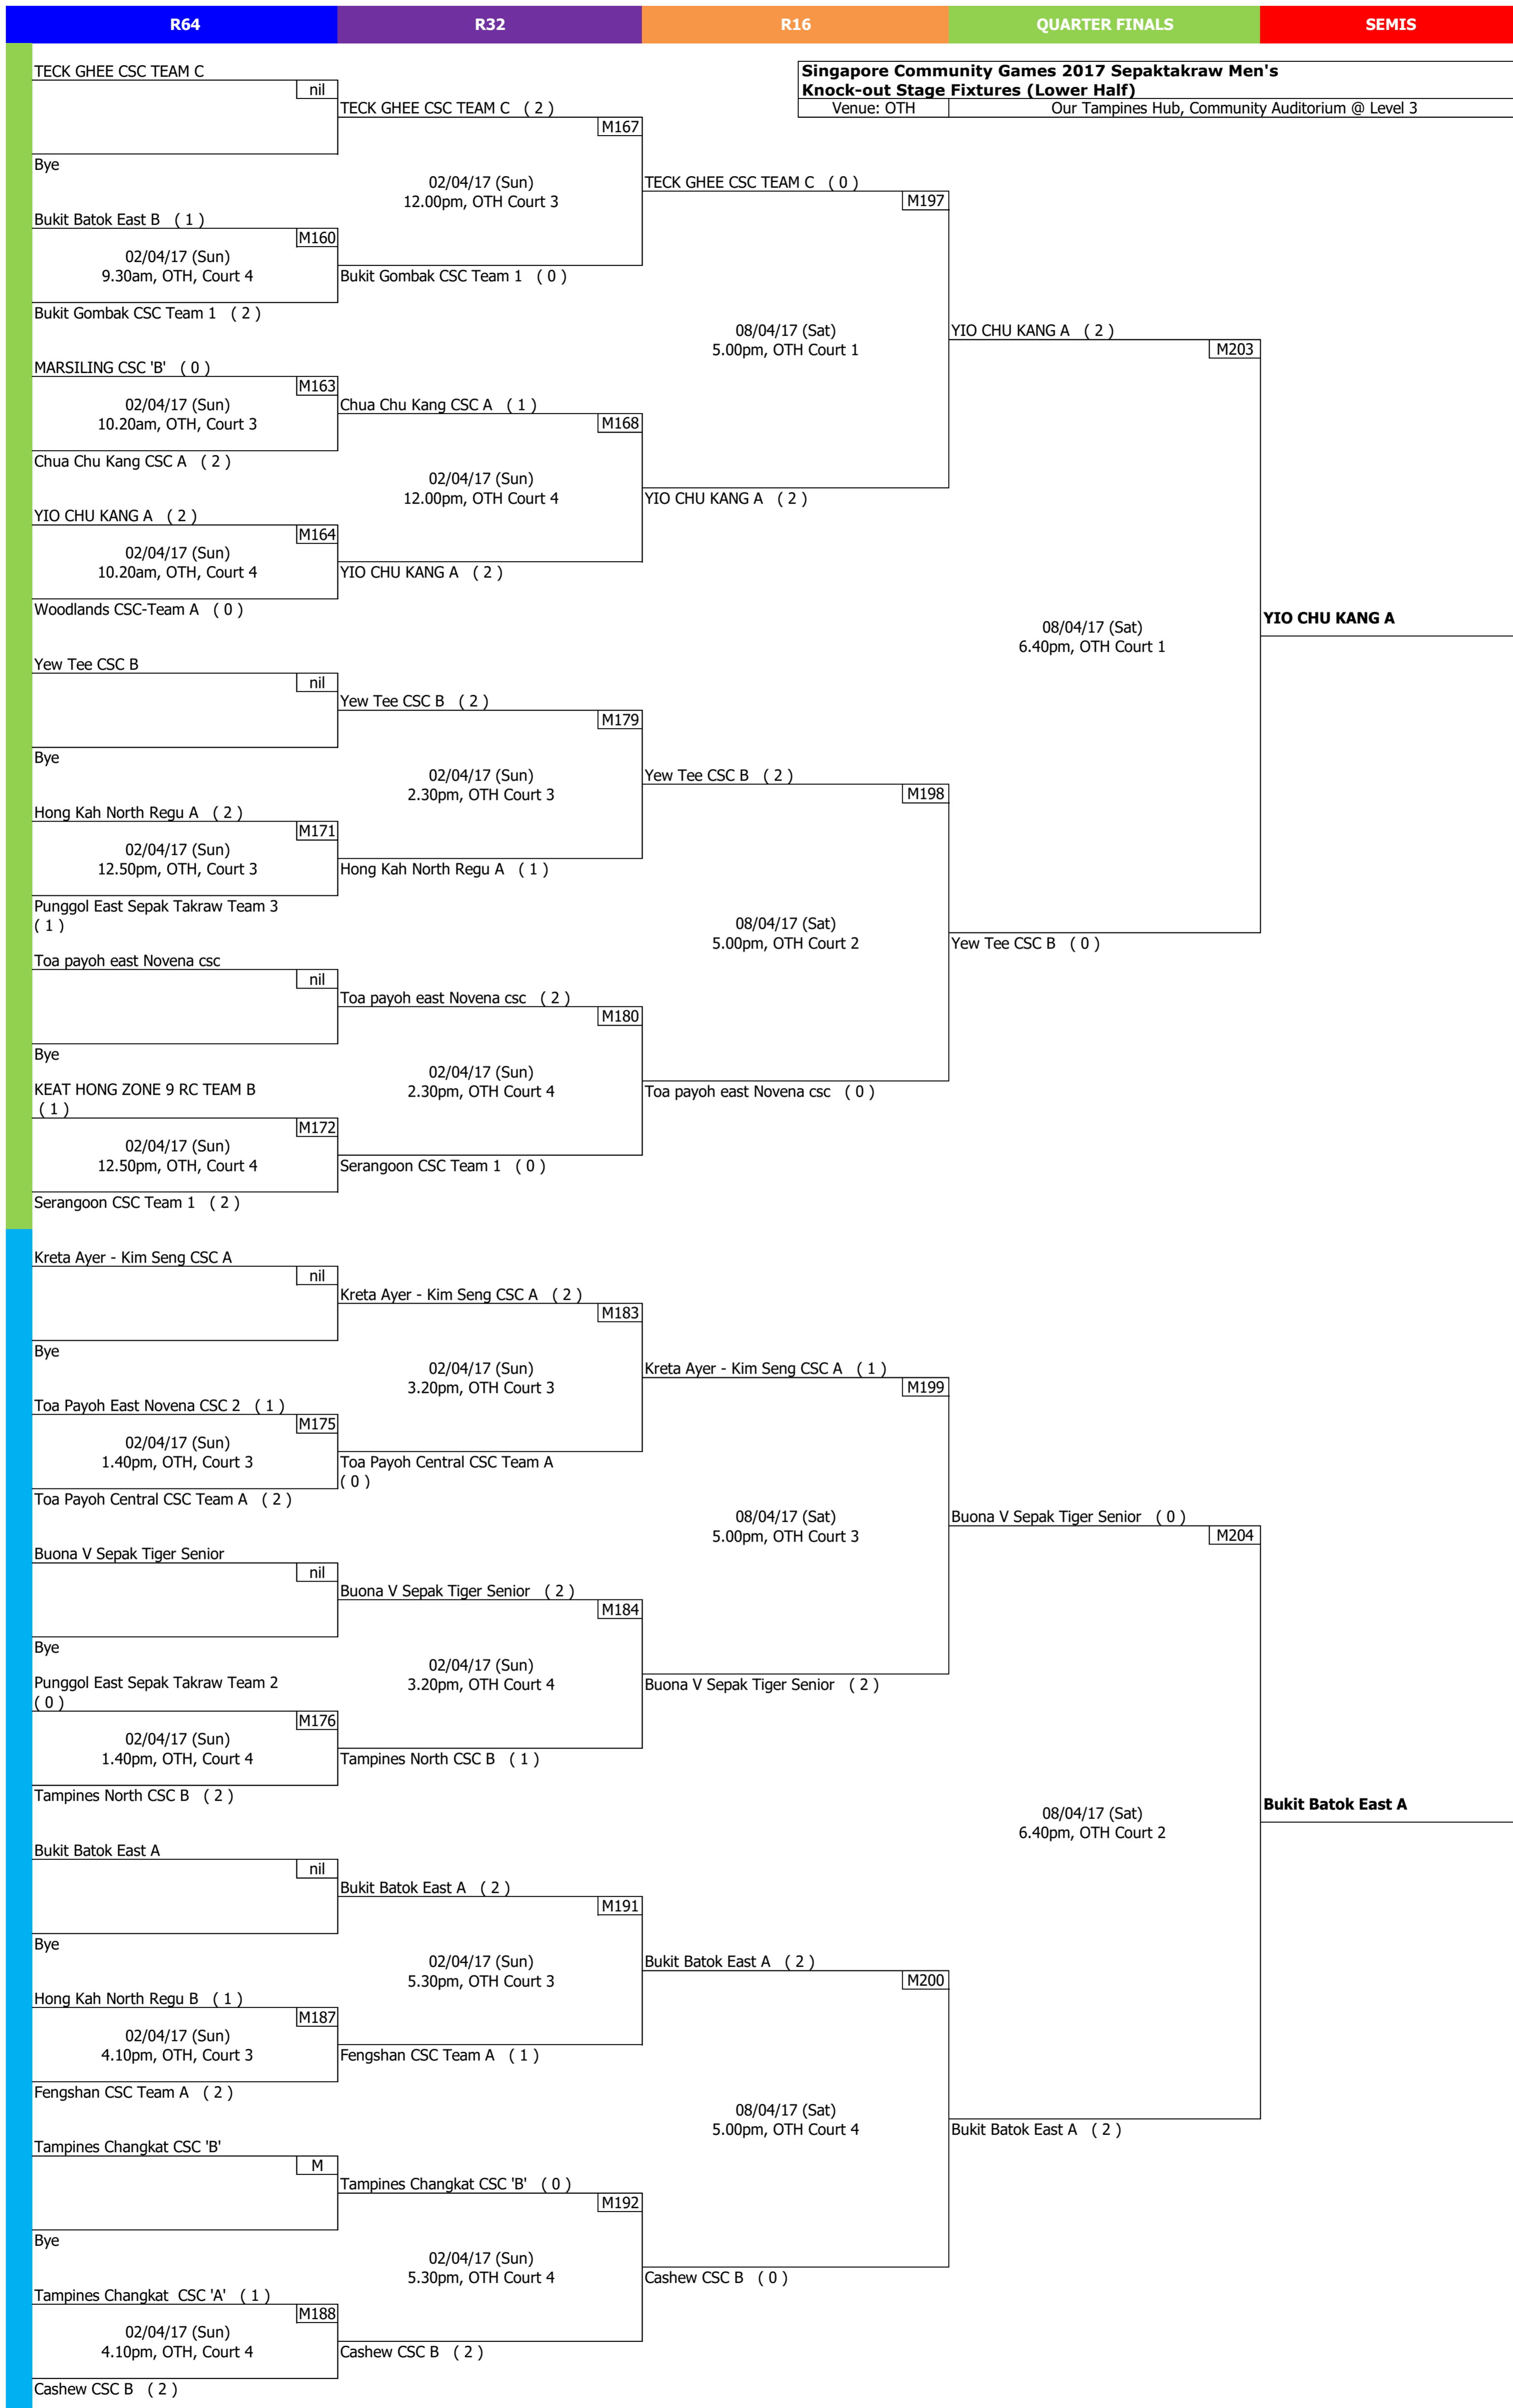 R64 R32 R16 QUARTER FINALS SEMIS
Singapore Community Games 2017 Sepaktakraw Men's
Knock-out Stage Fixtures (Lower Half)
Venue: OTH Our Tampines Hub, Community Auditorium @ Level 3
TECK GHEE CSC TEAM C
nil
Bye
Bukit Batok East B ( 1 )
M160
02/04/17 (Sun)
9.30am, OTH, Court 4
Bukit Gombak CSC Team 1 ( 2 )
MARSILING CSC 'B' ( 0 )
M163
02/04/17 (Sun)
10.20am, OTH, Court 3
Chua Chu Kang CSC A ( 2 )
YIO CHU KANG A ( 2 )
M164
02/04/17 (Sun)
10.20am, OTH, Court 4
Woodlands CSC-Team A ( 0 )
Yew Tee CSC B
nil
Bye
Hong Kah North Regu A ( 2 )
M171
02/04/17 (Sun)
12.50pm, OTH, Court 3
Punggol East Sepak Takraw Team 3
( 1 )
Toa payoh east Novena csc
nil
Bye
KEAT HONG ZONE 9 RC TEAM B
( 1 )
M172
02/04/17 (Sun)
12.50pm, OTH, Court 4
Serangoon CSC Team 1 ( 2 )
Kreta Ayer - Kim Seng CSC A
nil
Bye
Toa Payoh East Novena CSC 2 ( 1 )
M175
02/04/17 (Sun)
1.40pm, OTH, Court 3
Toa Payoh Central CSC Team A ( 2 )
Buona V Sepak Tiger Senior
nil
Bye
Punggol East Sepak Takraw Team 2
( 0 )
M176
02/04/17 (Sun)
1.40pm, OTH, Court 4
Tampines North CSC B ( 2 )
Bukit Batok East A
nil
Bye
Hong Kah North Regu B ( 1 )
M187
02/04/17 (Sun)
4.10pm, OTH, Court 3
Fengshan CSC Team A ( 2 )
Tampines Changkat CSC 'B'
M
Bye
Tampines Changkat CSC 'A' ( 1 )
M188
02/04/17 (Sun)
4.10pm, OTH, Court 4
Cashew CSC B ( 2 )
TECK GHEE CSC TEAM C ( 2 )
M167
02/04/17 (Sun)
12.00pm, OTH Court 3
Bukit Gombak CSC Team 1 ( 0 )
Chua Chu Kang CSC A ( 1 )
M168
02/04/17 (Sun)
12.00pm, OTH Court 4
YIO CHU KANG A ( 2 )
Yew Tee CSC B ( 2 )
M179
02/04/17 (Sun)
2.30pm, OTH Court 3
Hong Kah North Regu A ( 1 )
Toa payoh east Novena csc ( 2 )
M180
02/04/17 (Sun)
2.30pm, OTH Court 4
Serangoon CSC Team 1 ( 0 )
Kreta Ayer - Kim Seng CSC A ( 2 )
M183
02/04/17 (Sun)
3.20pm, OTH Court 3
Toa Payoh Central CSC Team A
( 0 )
Buona V Sepak Tiger Senior ( 2 )
M184
02/04/17 (Sun)
3.20pm, OTH Court 4
Tampines North CSC B ( 1 )
Bukit Batok East A ( 2 )
M191
02/04/17 (Sun)
5.30pm, OTH Court 3
Fengshan CSC Team A ( 1 )
Tampines Changkat CSC 'B' ( 0 )
M192
02/04/17 (Sun)
5.30pm, OTH Court 4
Cashew CSC B ( 2 )
TECK GHEE CSC TEAM C ( 0 )
M197
08/04/17 (Sat)
5.00pm, OTH Court 1
YIO CHU KANG A ( 2 )
Yew Tee CSC B ( 2 )
M198
08/04/17 (Sat)
5.00pm, OTH Court 2
Toa payoh east Novena csc ( 0 )
Kreta Ayer - Kim Seng CSC A ( 1 )
M199
08/04/17 (Sat)
5.00pm, OTH Court 3
Buona V Sepak Tiger Senior ( 2 )
Bukit Batok East A ( 2 )
M200
08/04/17 (Sat)
5.00pm, OTH Court 4
Cashew CSC B ( 0 )
YIO CHU KANG A ( 2 )
M203
08/04/17 (Sat)
6.40pm, OTH Court 1
Yew Tee CSC B ( 0 )
Buona V Sepak Tiger Senior ( 0 )
M204
08/04/17 (Sat)
6.40pm, OTH Court 2
Bukit Batok East A ( 2 )
YIO CHU KANG A
Bukit Batok East A